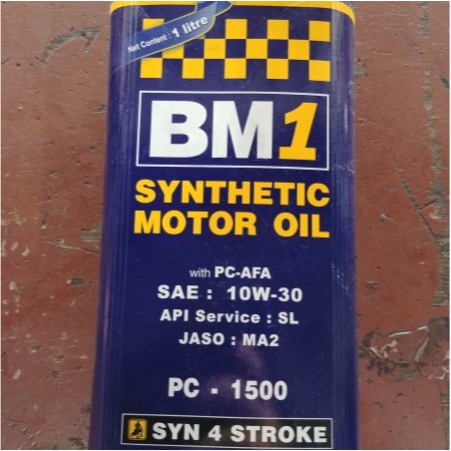 Net Content : 1 litre
BM1
SYNTHETIC
MOTOR OIL
with PC-AFA
SAE : 10W-30
API Service : SL
JASO : MA2
PC - 1500
SYN 4 STROKE